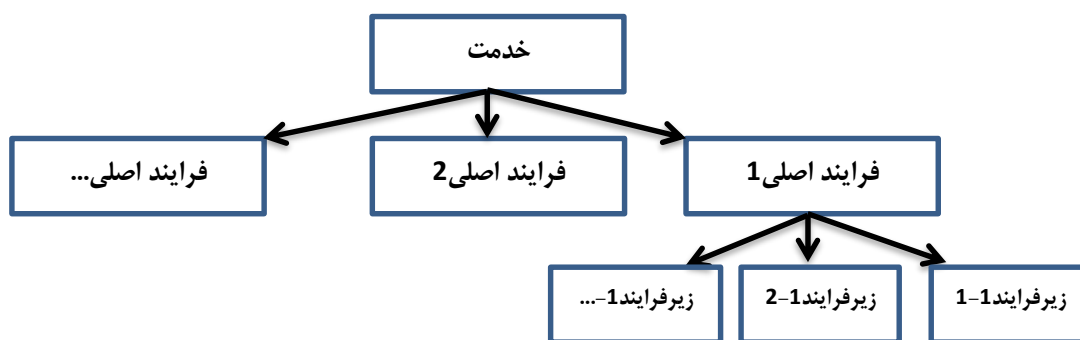 خدمت
فرایند اصلی1
فرایند اصلی2
فرایند اصلی...
زیرفرایند1-1
زیرفرایند1-2
زیرفرایند1-...